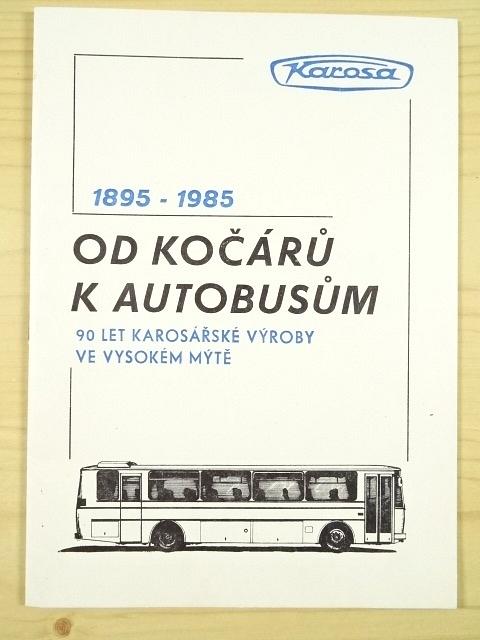 Karosa
1895 - 1985
OD KOČÁRŮ
K AUTOBUSŮM
90 LET KAROSÁŘSKÉ VÝROBY
VE VYSOKÉM MÝTĚ